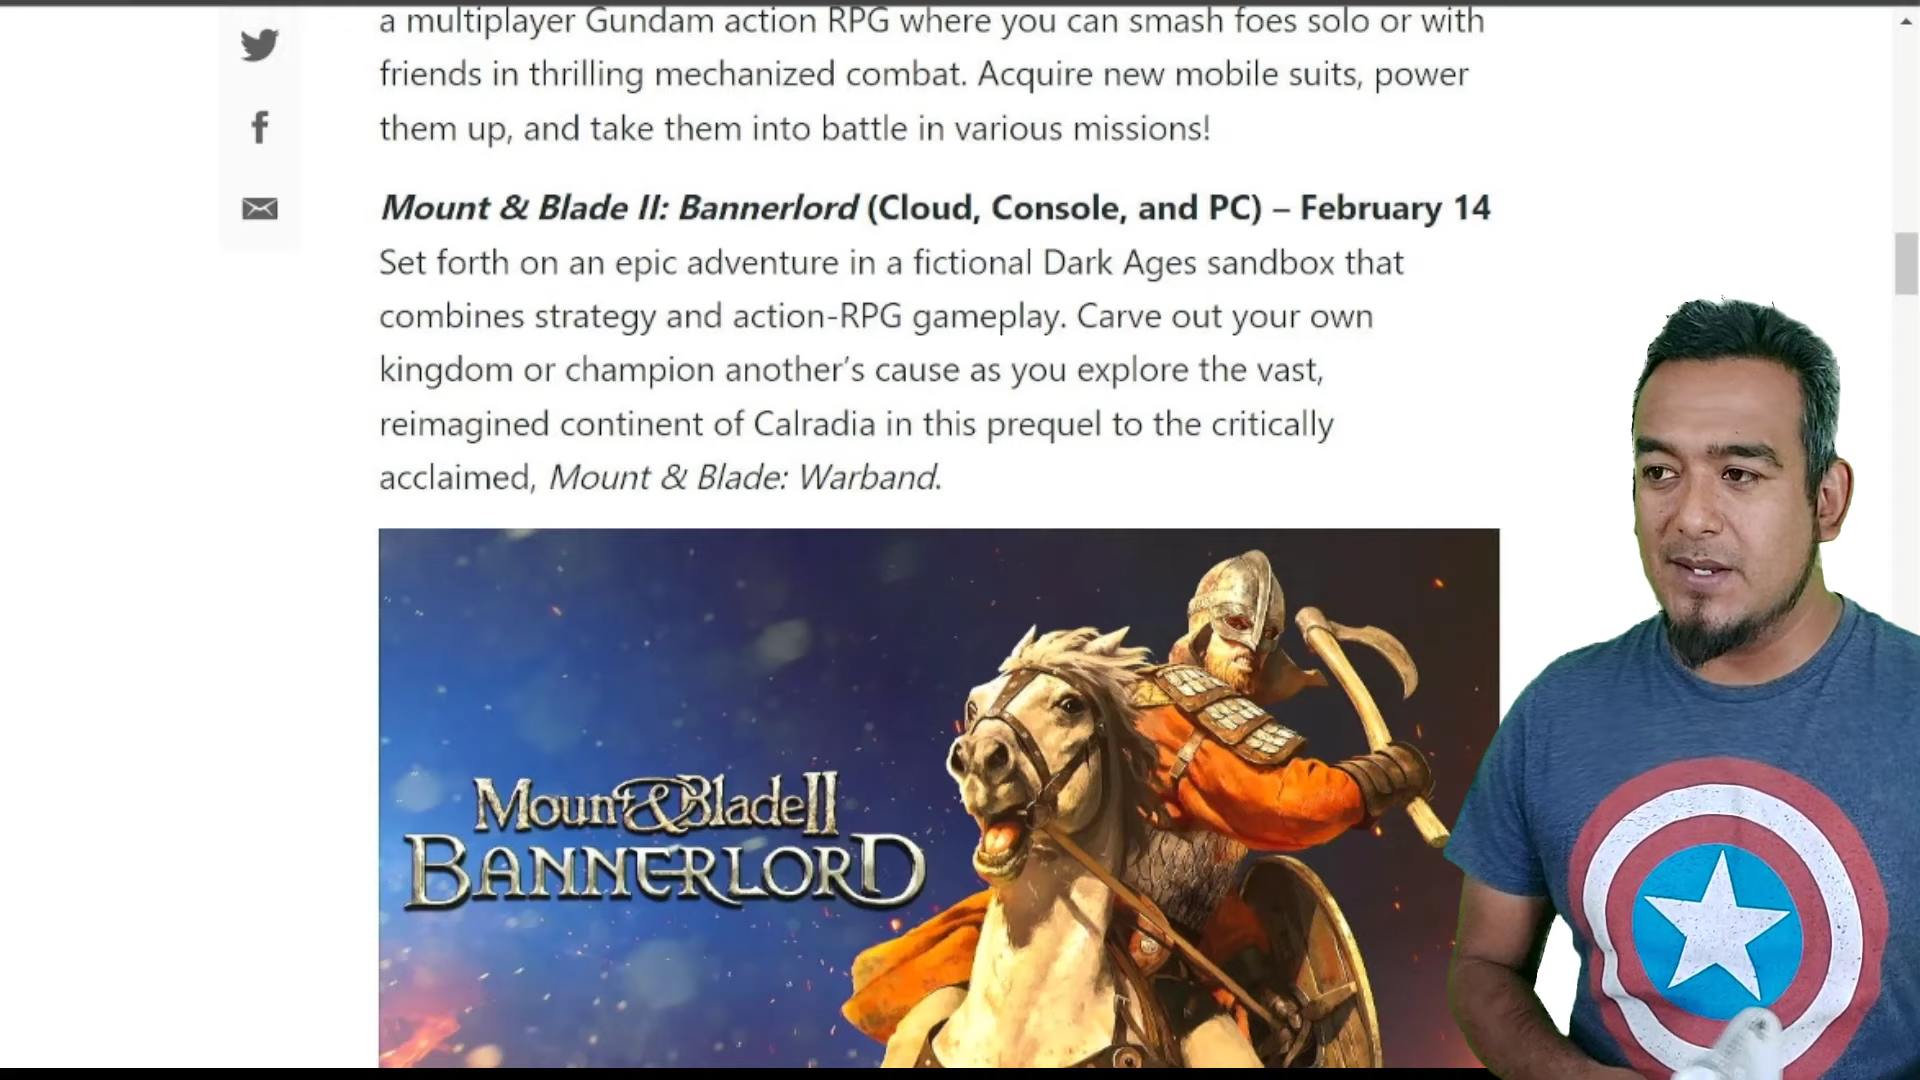 a multiplayer Gundam action RPG where you can smash foes solo or with
friends in thrilling mechanized combat. Acquire new mobile suits, power
them up, and take them into battle in various missions!
Mount & Blade II: Bannerlord (Cloud, Console, and PC) – February 14
Set forth on an epic adventure in a fictional Dark Ages sandbox that
combines strategy and action-RPG gameplay. Carve out your own
kingdom or champion another’s cause as you explore the vast,
reimagined continent of Calradia in this prequel to the critically
acclaimed, Mount & Blade: Warband.
Mount&Blade II
BANNERLORD